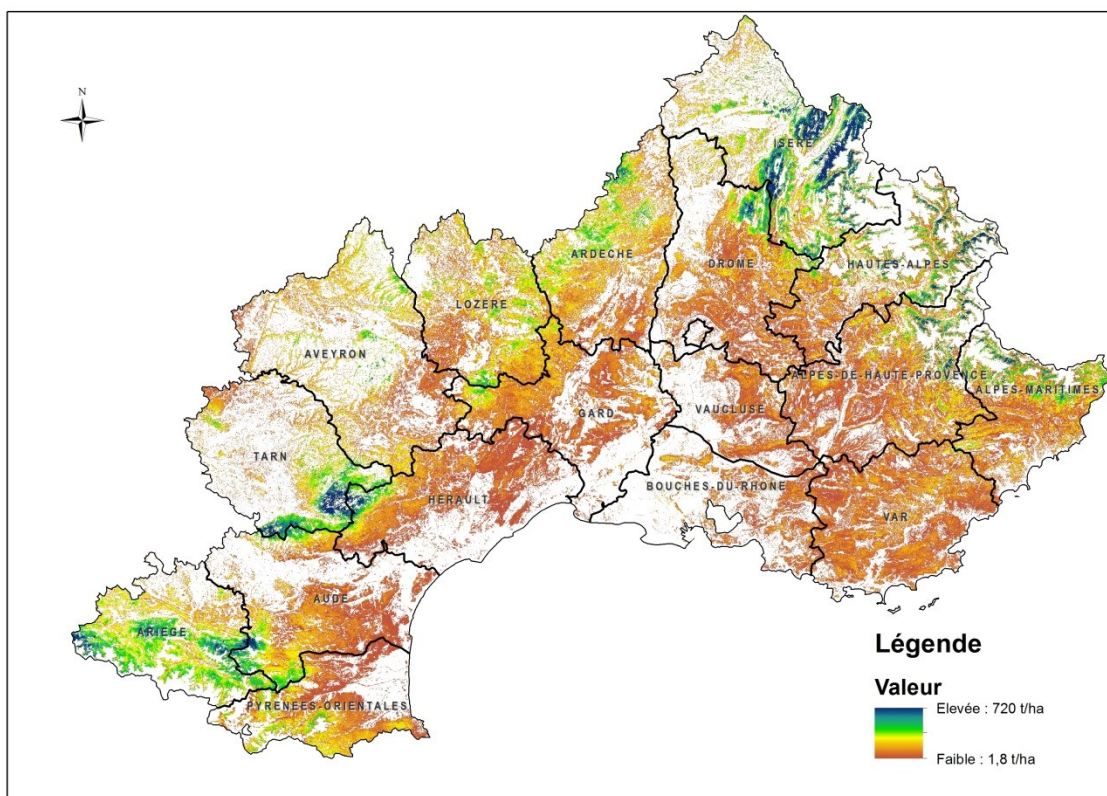 N
ISERE
ARDECHE
DROME
HAUTES-ALPES
LOZERE
AVEYRON
ALPES-DE-HAUTE-PROVENCE
ALPES-MARITIMES
GARD
VAUCLUSE
TARN
BOUCHES-DU-RHONE
HERAULT
VAR
AUDE
ARIEGE
PYRENEES-ORIENTALES
Légende
Valeur
Elevée : 720 t/ha
Faible : 1,8 t/ha